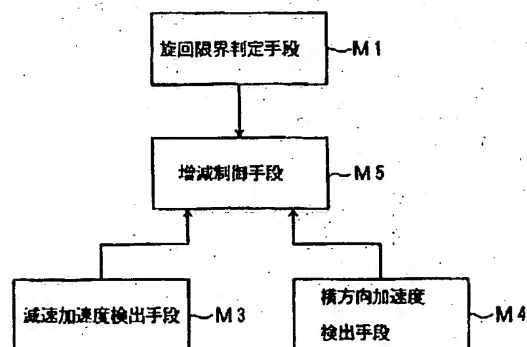 旋回限界判定手段 M1
増減制御手段 M5
減速加速度検出手段 M3
横方向加速度
検出手段 M4